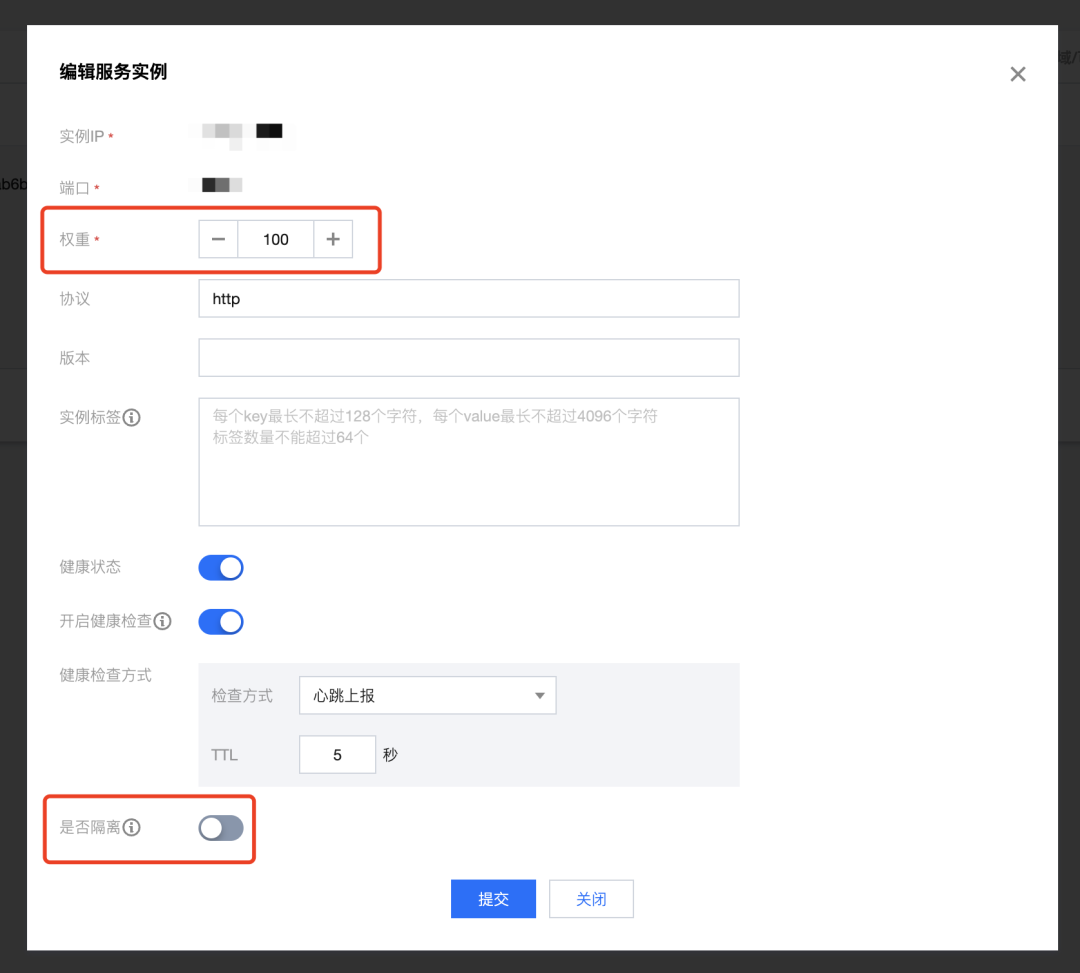 编辑服务实例
实例IP *
端口 *
权重 * 100
协议 http
版本
实例标签 每个key最长不超过128个字符，每个value最长不超过4096个字符
标签数量不能超过64个
健康状态
开启健康检查
健康检查方式
检查方式 心跳上报
TTL 5 秒
是否隔离
提交 关闭